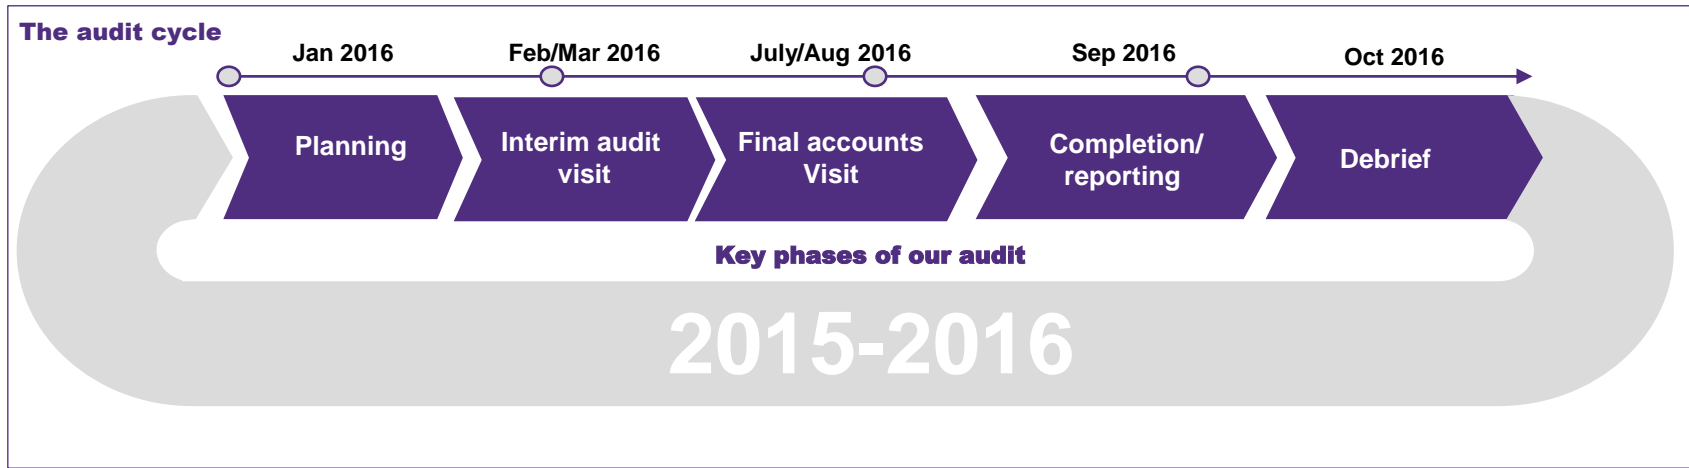 The audit cycle
Jan 2016
Feb/Mar 2016
July/Aug 2016
Sep 2016
Oct 2016
Planning
Interim audit
visit
Final accounts
Visit
Completion/
reporting
Debrief
Key phases of our audit
2015-2016